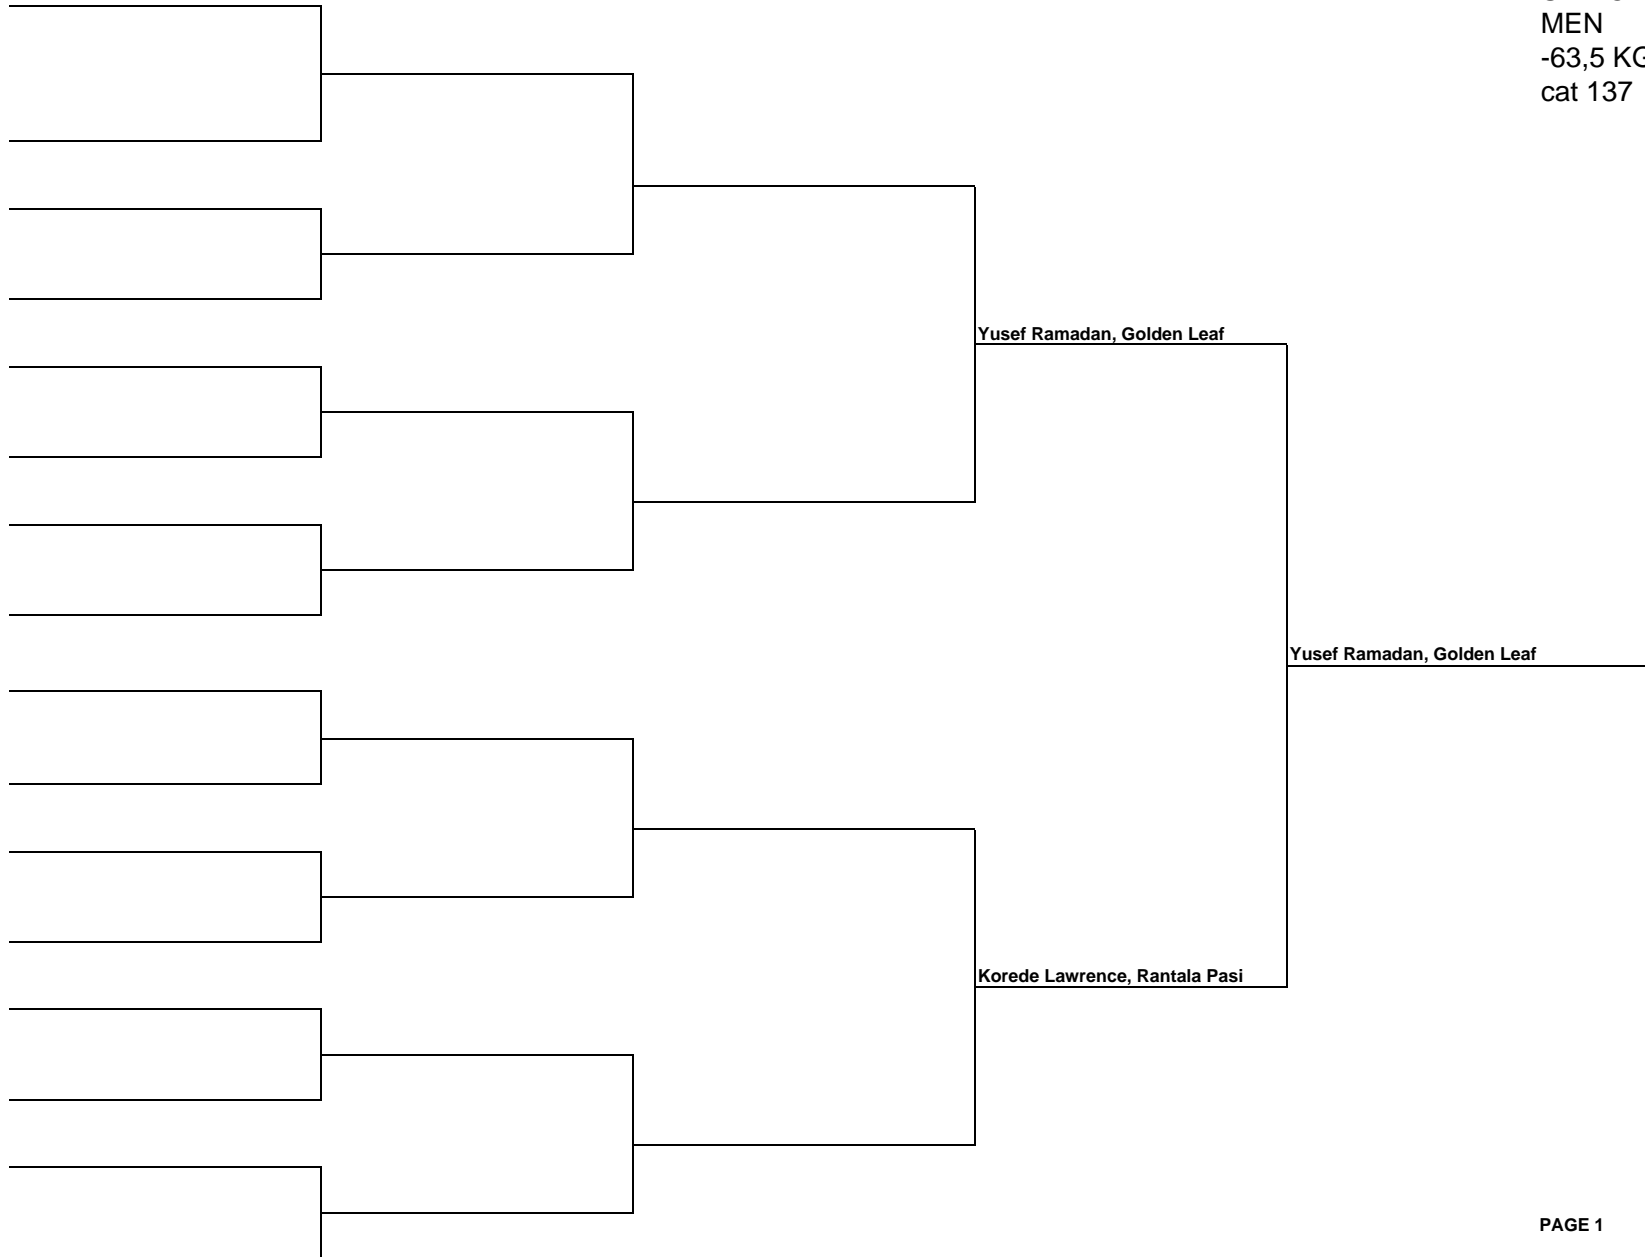 MEN
-63,5 KG
cat 137
Yusef Ramadan, Golden Leaf
Yusef Ramadan, Golden Leaf
Korede Lawrence, Rantala Pasi
PAGE 1